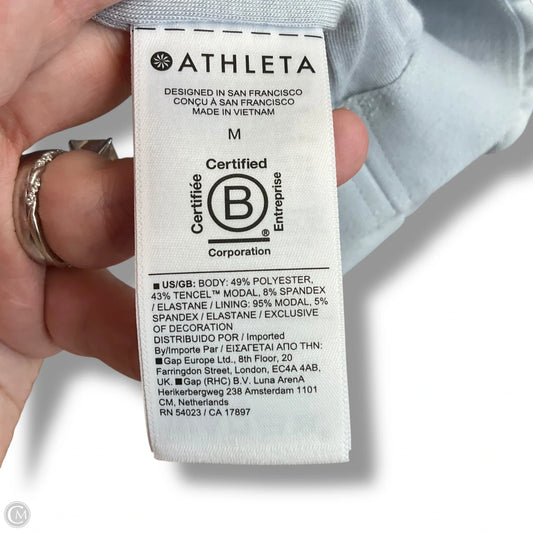 ATHLETA
DESIGNED IN SAN FRANCISCO
CONÇU À SAN FRANCISCO
MADE IN VIETNAM
M
Certified
Certifiée
B
Entreprise
®
Corporation
■ US/GB: BODY: 49% POLYESTER,
43% TENCEL™ MODAL, 8% SPANDEX
/ ELASTANE / LINING: 95% MODAL, 5%
SPANDEX / ELASTANE / EXCLUSIVE
OF DECORATION
DISTRIBUIDO POR / Imported
By/Importe Par / ΕΙΣΑΓΕΤΑΙ ΑΠΟ ΤΗΝ:
■ Gap Europe Ltd., 8th Floor, 20
Farringdon Street, London, EC4A 4AB,
UK. ■ Gap (RHC) B.V. Luna ArenA
Herikerbergweg 238 Amsterdam 1101
CM, Netherlands
RN 54023 / CA 17897
CM